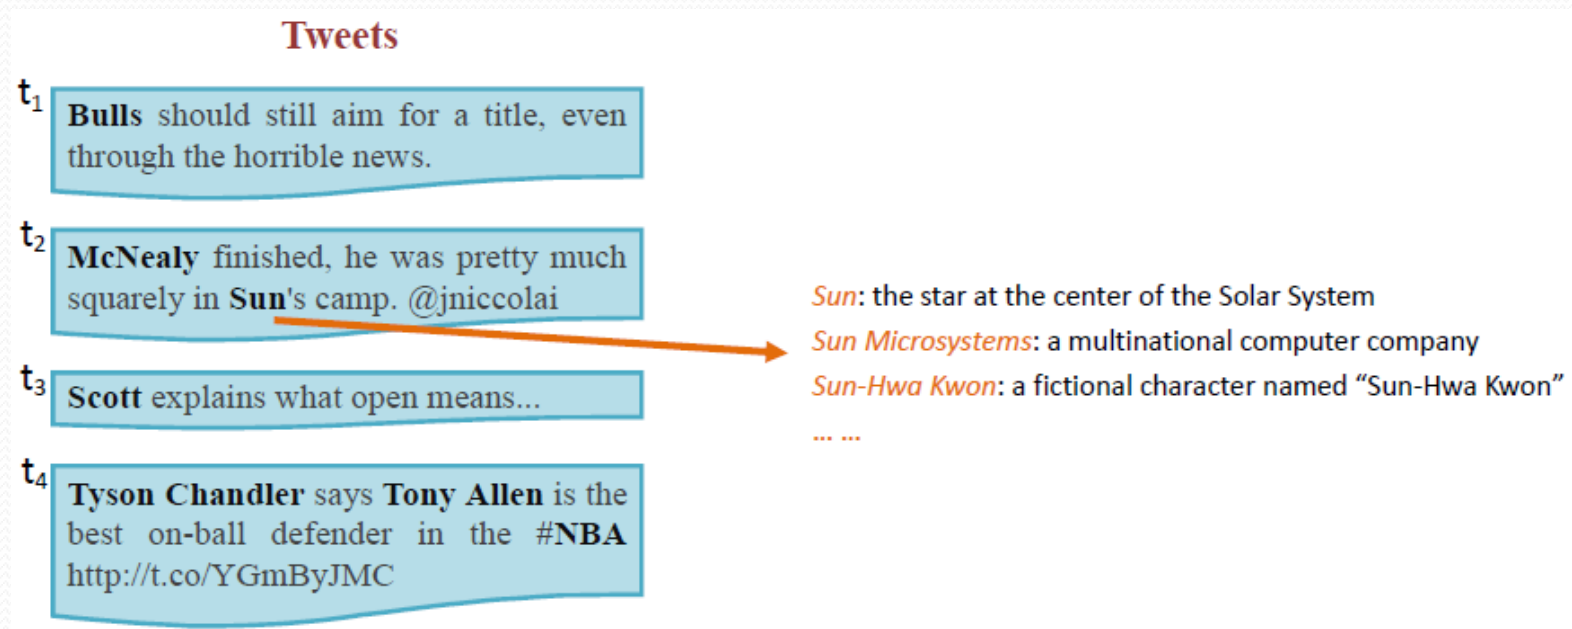 Tweets
t1
Bulls should still aim for a title, even
through the horrible news.
t2
McNealy finished, he was pretty much
squarely in Sun's camp. @jniccolai
t3
Scott explains what open means...
t4
Tyson Chandler says Tony Allen is the
best on-ball defender in the #NBA
http://t.co/YGmByJMC
Sun: the star at the center of the Solar System
Sun Microsystems: a multinational computer company
Sun-Hwa Kwon: a fictional character named “Sun-Hwa Kwon”
... ...